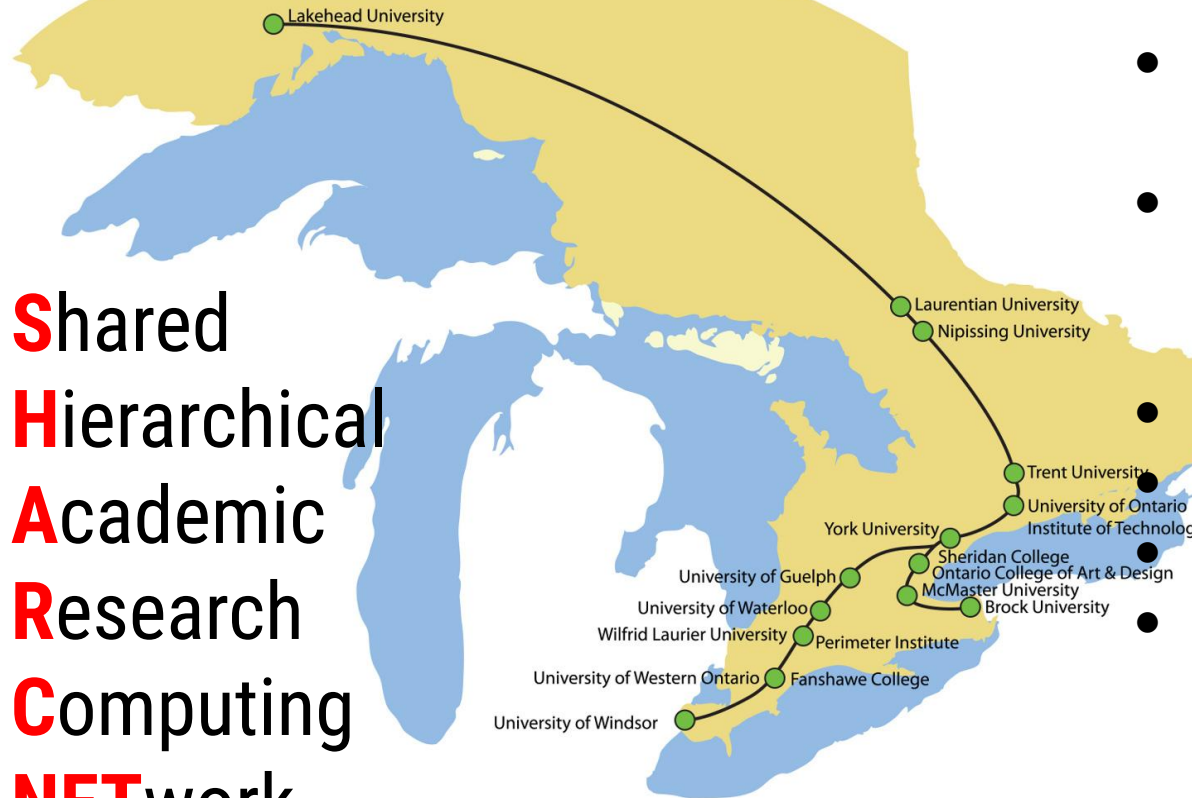 Lakehead University
Shared
Hierarchical
Academic
Research
Computing
NETwork
Laurentian University
Nipissing University
Trent University
University of Ontario
Institute of Technolog
York University
Sheridan College
Ontario College of Art & Design
McMaster University
Brock University
University of Guelph
University of Waterloo
Wilfrid Laurier University
Perimeter Institute
University of Western Ontario
Fanshawe College
University of Windsor